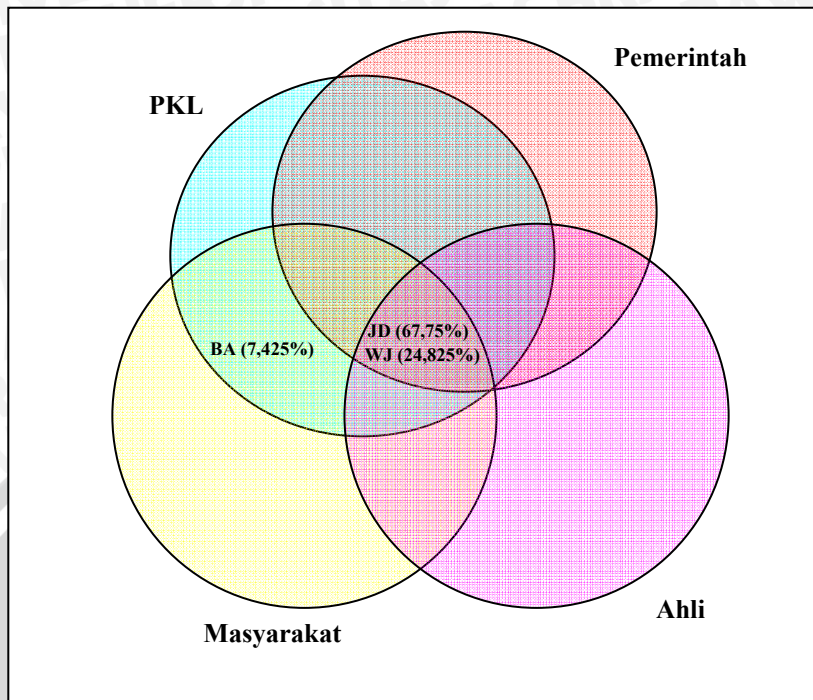 Pemerintah
PKL
JD (67,75%)
BA (7,425%)
WJ (24,825%)
Ahli
Masyarakat